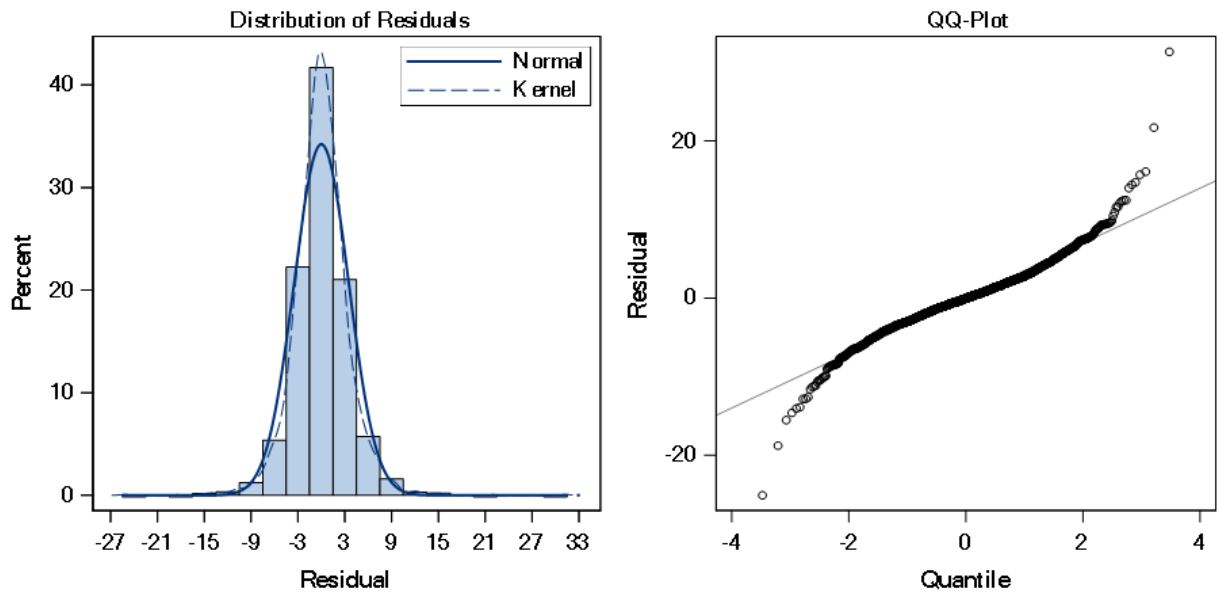 Distribution of Residuals
Normal
Kernel
40
30
20
10
0
Percent
-27 -21 -15 -9 -3 3 9 15 21 27 33
Residual
QQ-Plot
20
0
-20
Residual
-4 -2 0 2 4
Quantile